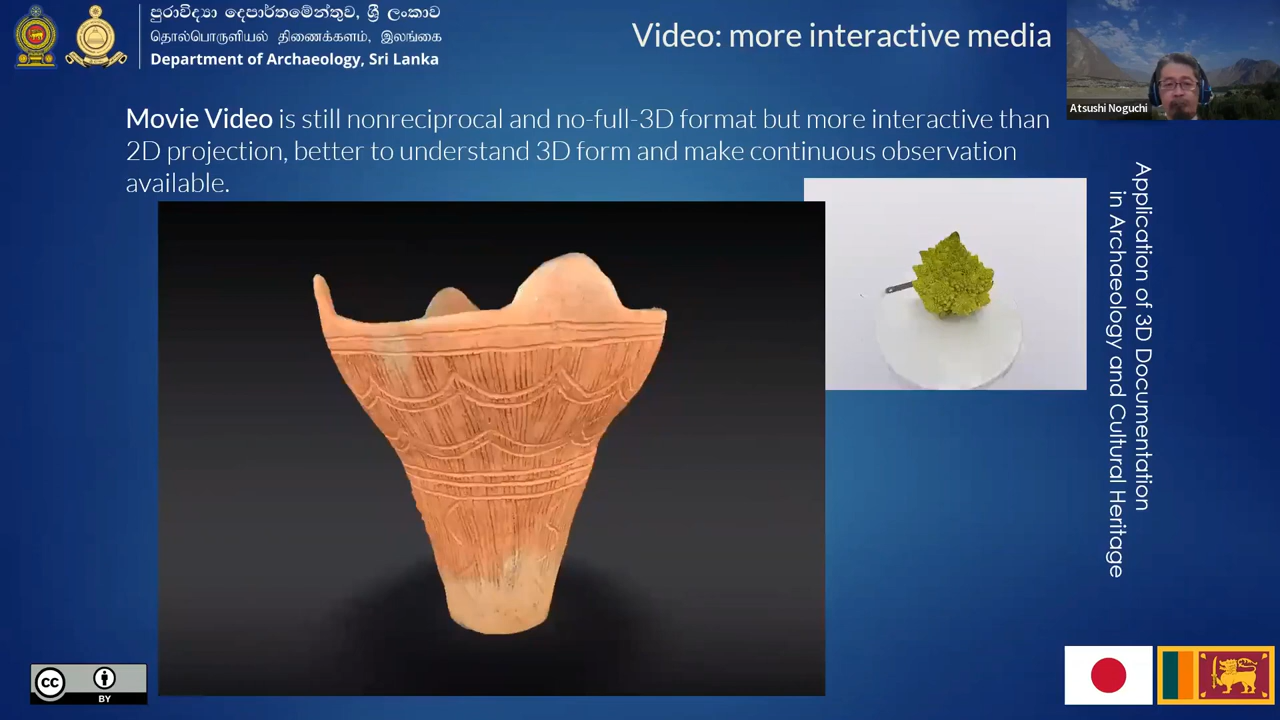 පුරාවිද්‍යා දෙපාර්තමේන්තුව, ශ්‍රී ලංකාව
தொல்பொருளியல் திணைக்களம், இலங்கை
Department of Archaeology, Sri Lanka
Video: more interactive media
Atsushi Noguchi
Movie Video is still nonreciprocal and no-full-3D format but more interactive than
2D projection, better to understand 3D form and make continuous observation
available.
Application of 3D Documentation
in Archaeology and Cultural Heritage
cc
BY